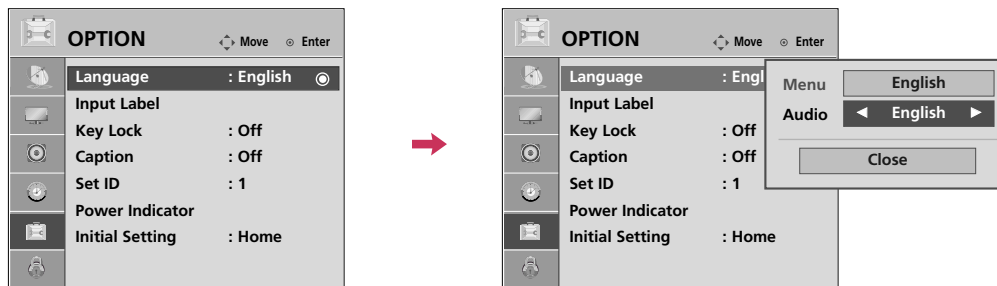 OPTION Move Enter
Language : English
Input Label
Key Lock : Off
Caption : Off
Set ID : 1
Power Indicator
Initial Setting : Home
OPTION Move Enter
Language : Engl
Input Label
Key Lock : Off
Caption : Off
Set ID : 1
Power Indicator
Initial Setting : Home
Menu English
Audio ◄ English ►
Close